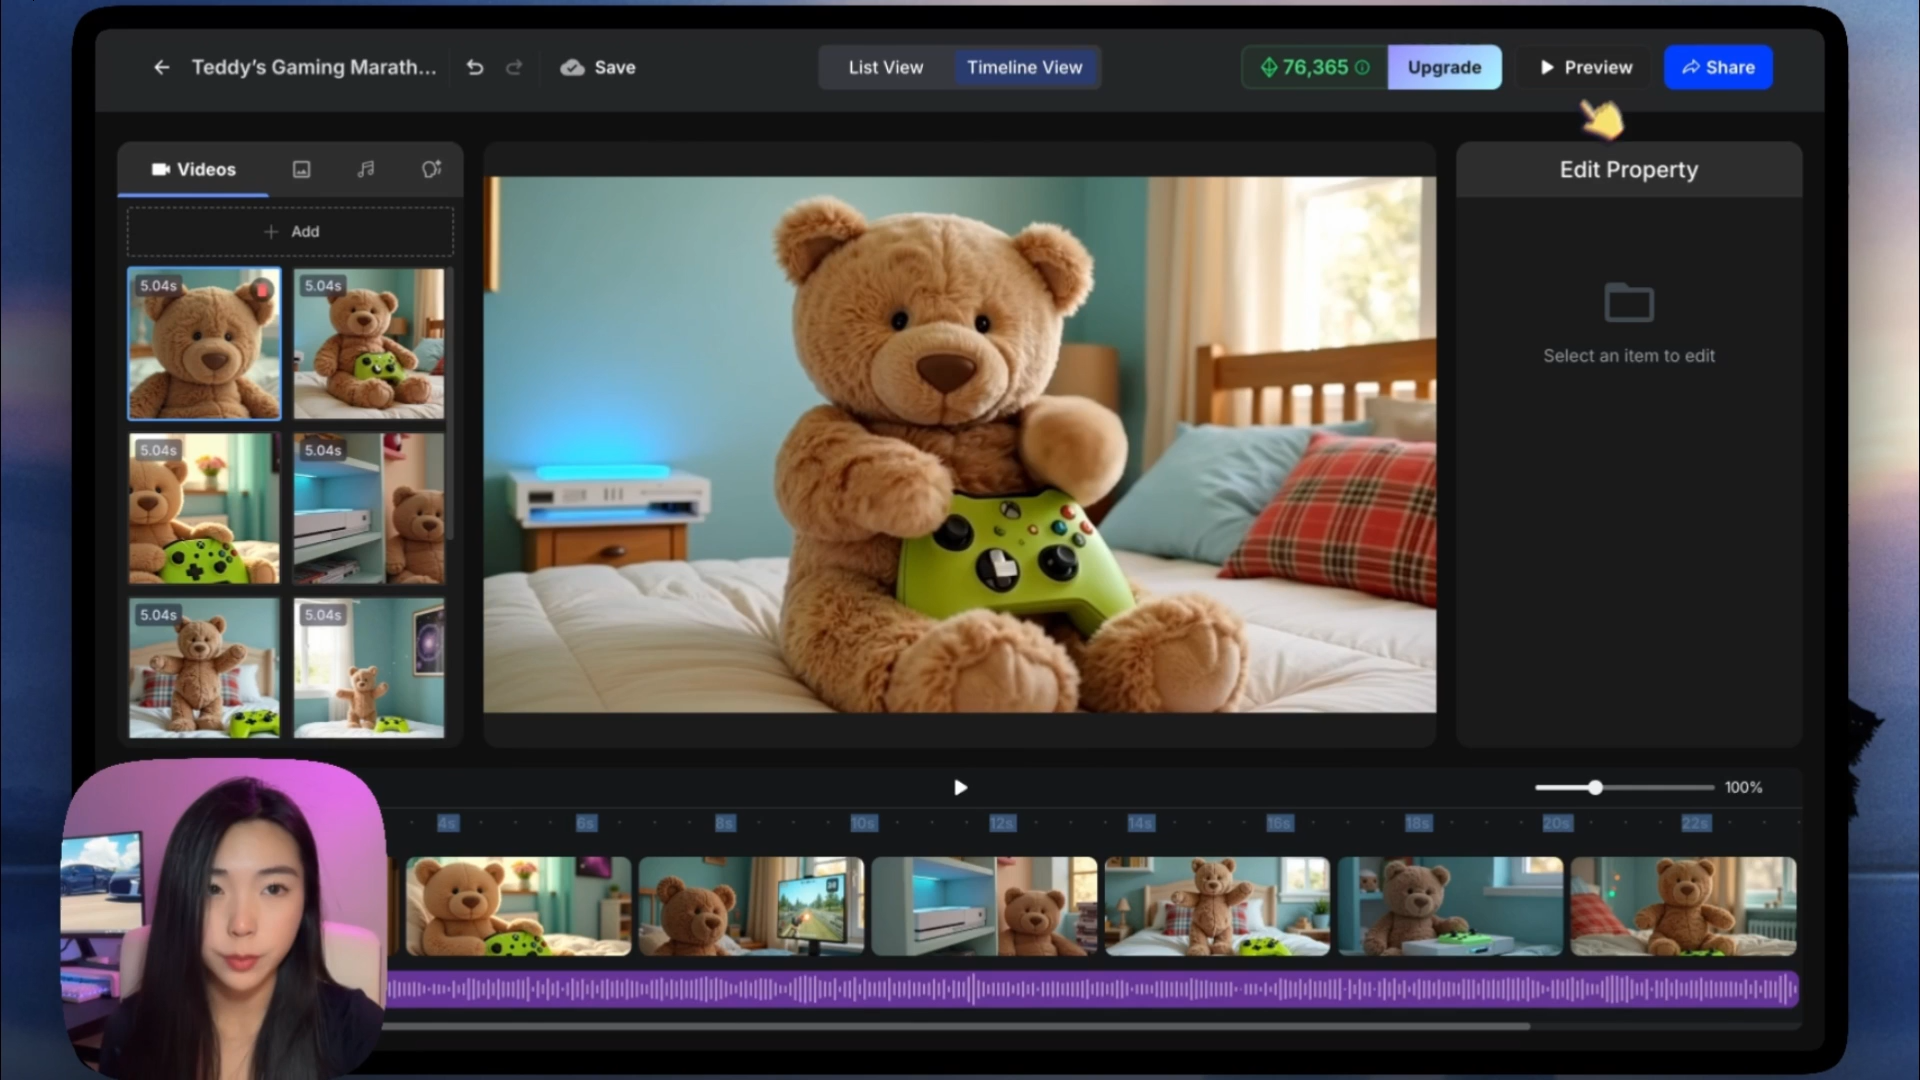 Teddy's Gaming Marath...
Save
List View
Timeline View
76,365
Upgrade
Preview
Share
Videos
Add
5.04s
5.04s
5.04s
5.04s
5.04s
5.04s
Edit Property
Select an item to edit
100%
4s
6s
8s
10s
12s
14s
16s
18s
20s
22s